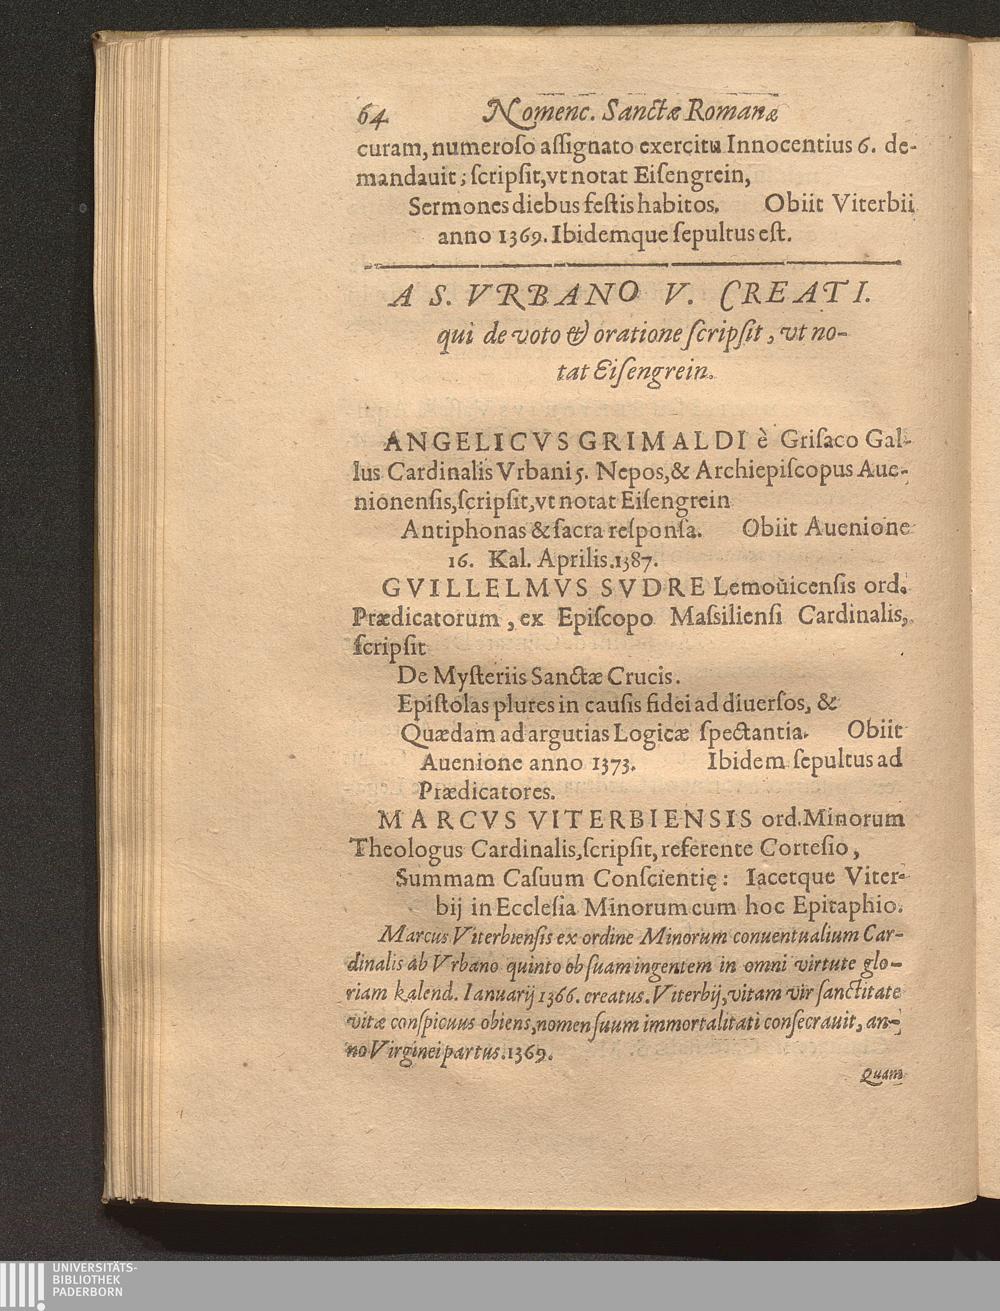 64 Nomenc. Sanctæ Romanæ
curam, numeroſo aſſignato exercitu Innocentius 6. de-
mandauit; ſcripſit, vt notat Eiſengrein,
Sermones diebus feſtis habitos. Obiit Viterbii
anno 1369. Ibidemque ſepultus eſt.
A S. VRBANO V. CREATI.
qui de voto & oratione ſcripſit, vt no-
tat Eiſengrein.
ANGELICVS GRIMALDI è Griſaco Gal-
lus Cardinalis Vrbani 5. Nepos, & Archiepiſcopus Aue-
nionenſis, ſcripſit, vt notat Eiſengrein
Antiphonas & ſacra reſponſa. Obiit Auenione
16. Kal. Aprilis. 1387.
GVILLELMVS SVDRE Lemoùicenſis ord.
Prædicatorum, ex Epiſcopo Maſsilienſi Cardinalis,
ſcripſit
De Myſteriis Sanctæ Crucis.
Epiſtolas plures in cauſis fidei ad diuerſos, &
Quædam ad argutias Logicæ ſpectantia. Obiit
Auenione anno 1373. Ibidem ſepultus ad
Prædicatores.
MARCVS VITERBIENSIS ord. Minorum
Theologus Cardinalis, ſcripſit, referente Corteſio,
Summam Caſuum Conſcientię: Iacetque Viter-
bij in Eccleſia Minorum cum hoc Epitaphio.
Marcus Viterbienſis ex ordine Minorum conuentualium Car-
dinalis ab Vrbano quinto ob ſuam ingentem in omni virtute glo-
riam kalend. Ianuarij 1366. creatus. Viterbij, vitam vir ſanctitate
vitæ conſpicuus obiens, nomen ſuum immortalitati conſecrauit, an-
no Virginei partus. 1369.
Quam
UNIVERSITÄTS-
BIBLIOTHEK
PADERBORN